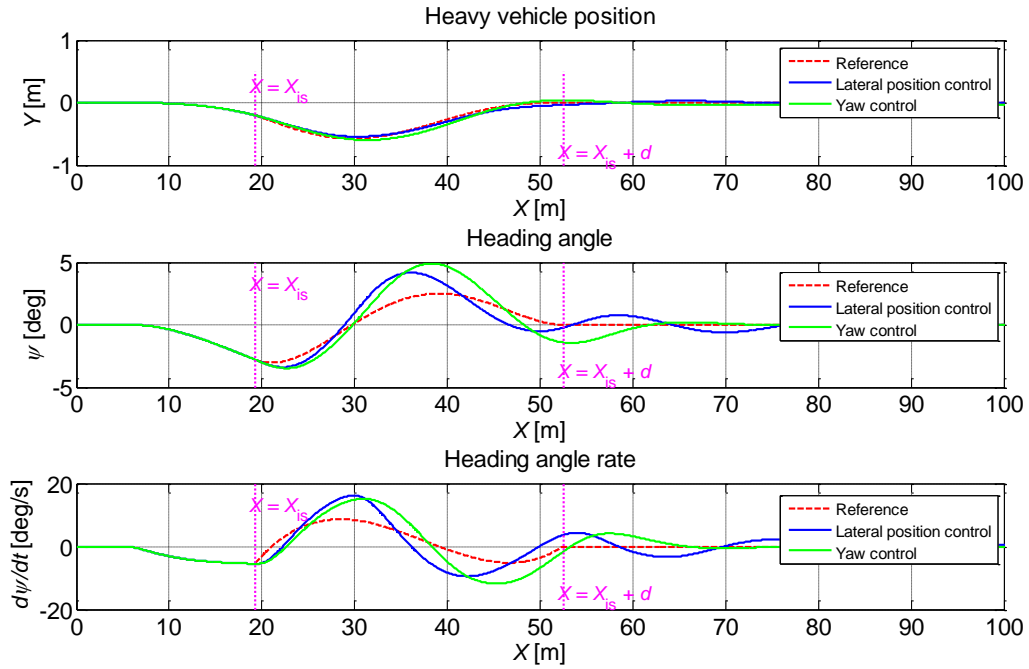 Heavy vehicle position
1
0
-1
Y [m]
X = X_is
X = X_is + d
Reference
Lateral position control
Yaw control
0 10 20 30 40 50 60 70 80 90 100
X [m]
Heading angle
5
0
-5
ψ [deg]
X = X_is
X = X_is + d
Reference
Lateral position control
Yaw control
0 10 20 30 40 50 60 70 80 90 100
X [m]
Heading angle rate
20
0
-20
dψ/dt [deg/s]
X = X_is
X = X_is + d
Reference
Lateral position control
Yaw control
0 10 20 30 40 50 60 70 80 90 100
X [m]